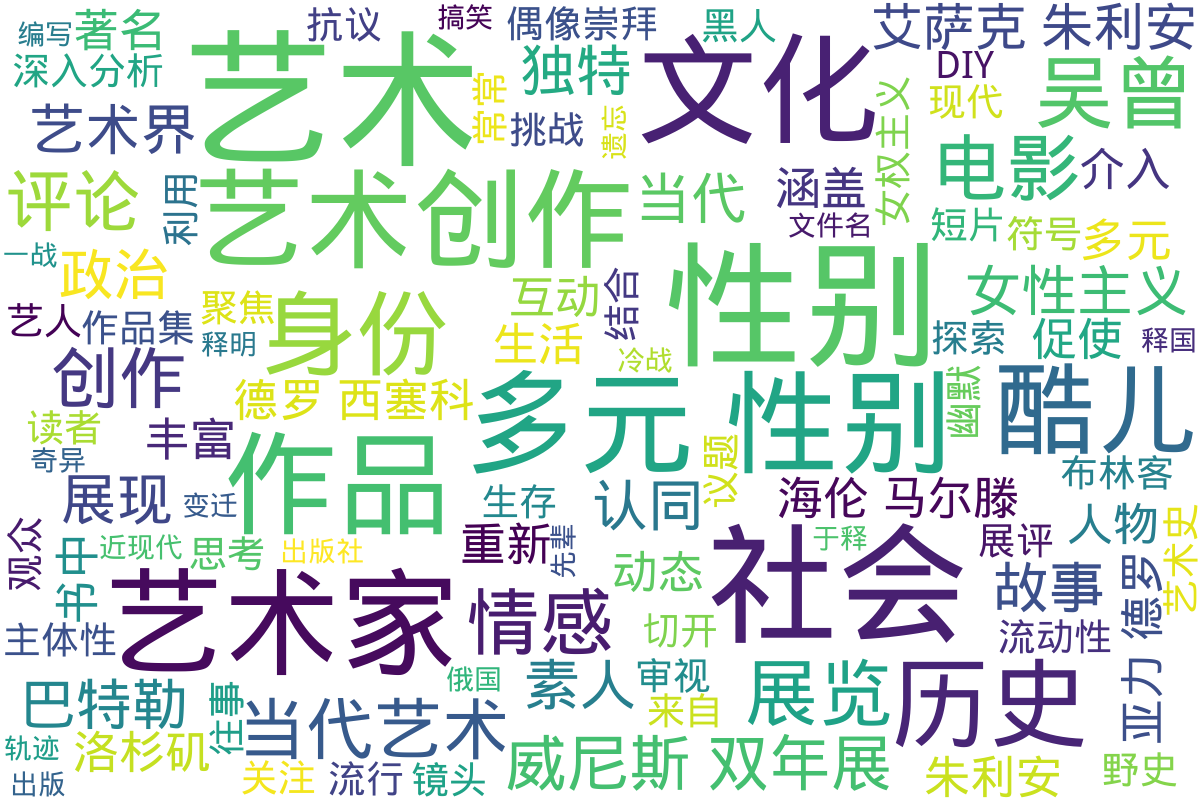 编写
著名
抗议
搞笑
偶像崇拜
黑人
艾萨克 朱利安
深入分析
艺术
常常
独特
文化
DIY
吴曾
艺术界
挑战
遗忘
女权主义
现代
电影
介入
评论
利用
艺术创作
当代
涵盖
文件名
短片
符号
多元
一战
政治
性别
女性主义
艺人
作品集
聚焦
身份
互动
结合
释明
生活
冷战
探索
促使
释国
创作
德罗 西塞科
多元 性别
幽默
酷儿
读者
丰富
奇异
作品
议题
布林客
展现
变迁
生存
认同
海伦 马尔滕
观众
书中
近现代
思考
出版社
重新
先辈
于释
展评
人物
艺术史
动态
社会
主体性
艺术家
情感
切开
故事
流动性
德罗
巴特勒
往事
俄国
素人
审视
展览
历史
亚力
来自
轨迹
洛杉矶
当代艺术
威尼斯 双年展
出版
关注
流行
镜头
朱利安
野史